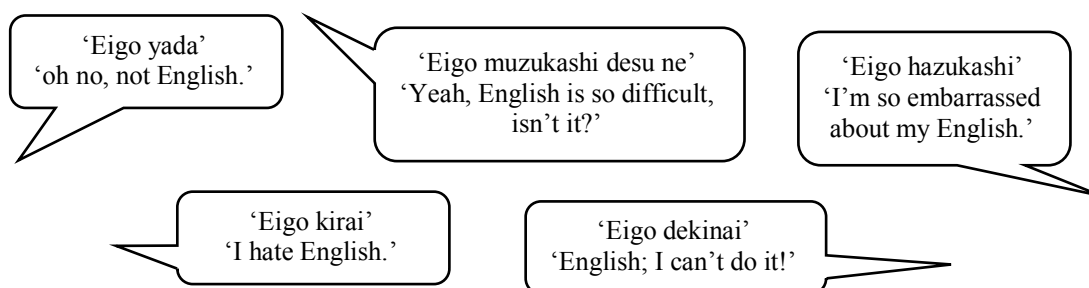 ‘Eigo yada’
‘oh no, not English.’
‘Eigo muzukashi desu ne’
‘Yeah, English is so difficult,
isn’t it?’
‘Eigo hazukashi’
‘I’m so embarrassed
about my English.’
‘Eigo kirai’
‘I hate English.’
‘Eigo dekinai’
‘English; I can’t do it!’